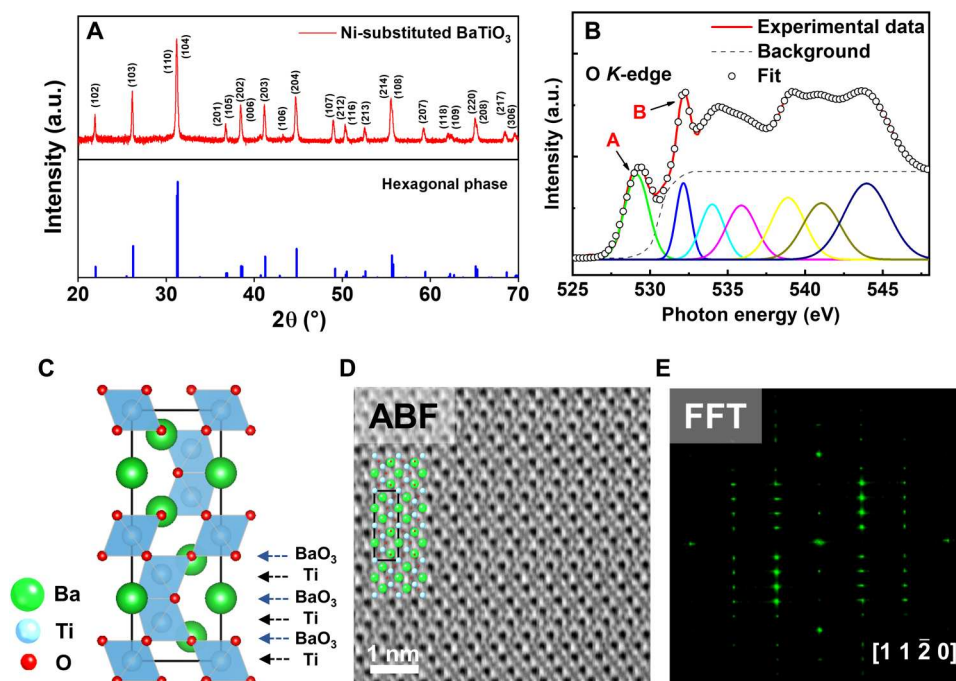 A
Ni-substituted BaTiO3
Intensity (a.u.)
(102)
(103)
(110)
(104)
(201)
(105)
(202)
(006)
(203)
(106)
(204)
(107)
(212)
(116)
(213)
(214)
(108)
(207)
(118)
(109)
(220)
(208)
(217)
(306)
Hexagonal phase
20 30 40 50 60 70
2θ (°)
B
Experimental data
Background
Fit
O K-edge
B
A
Intensity (a.u.)
525 530 535 540 545
Photon energy (eV)
C
BaO3
Ti
BaO3
Ti
BaO3
Ti
Ba
Ti
O
D
ABF
1 nm
E
FFT
[1 1 2̄ 0]